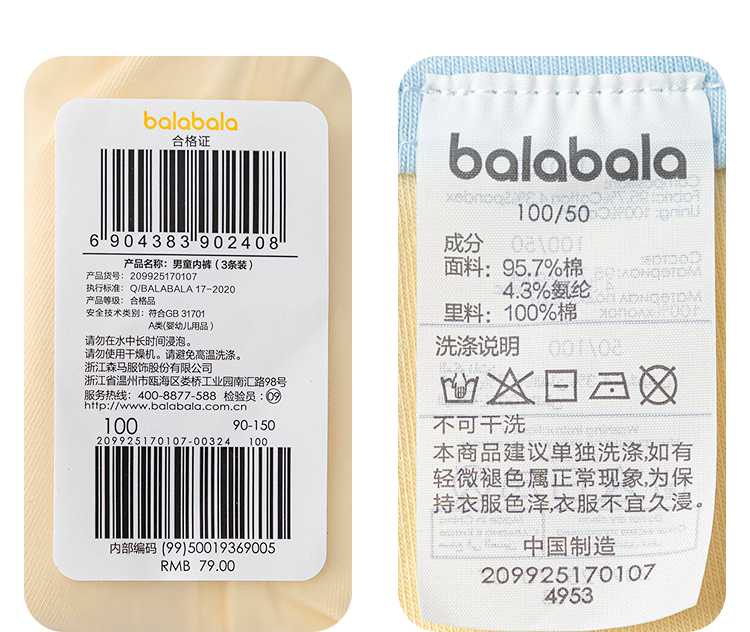 balabala
合格证
6 904383 902408
产品名称：男童内裤（3条装）
产品货号：209925170107
执行标准：Q/BALABALA 17-2020
产品等级：合格品
安全技术类别：符合GB 31701
A类(婴幼儿用品)
请勿在水中长时间浸泡。
请勿使用干燥机。请避免高温洗涤。
浙江森马服饰股份有限公司
浙江省温州市瓯海区娄桥工业园南汇路98号
服务热线：400-8877-588 检验员：09
http://www.balabala.com.cn
100 90-150
209925170107-00324 100
内部编码 (99)50019369005
RMB 79.00
balabala
100/50
成分
面料：95.7%棉
4.3%氨纶
里料：100%棉
洗涤说明
不可干洗
本商品建议单独洗涤,如有
轻微褪色属正常现象,为保
持衣服色泽,衣服不宜久浸。
中国制造
209925170107
4953